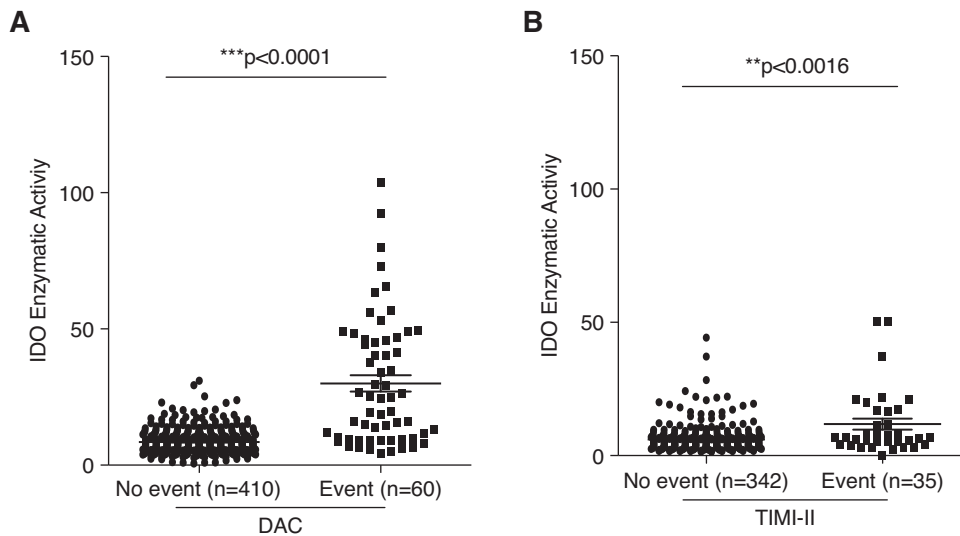 A
***p<0.0001
150
100
50
0
IDO Enzymatic Activiy
No event (n=410) Event (n=60)
DAC
B
**p<0.0016
150
100
50
0
IDO Enzymatic Activiy
No event (n=342) Event (n=35)
TIMI-II